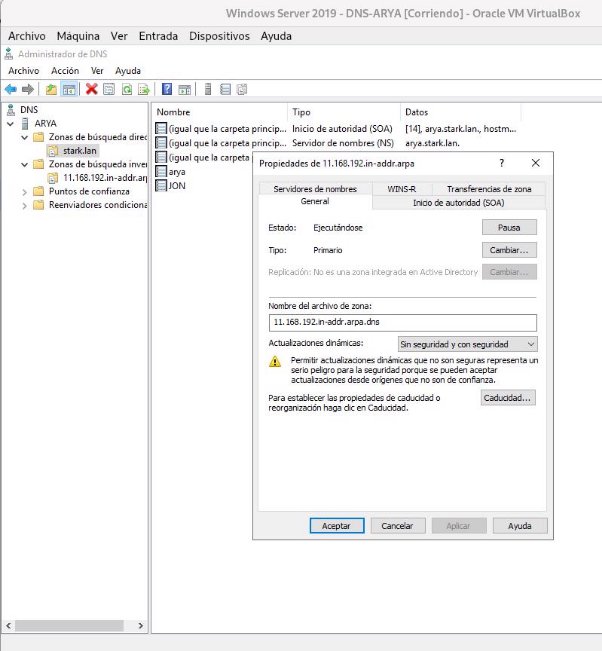 Windows Server 2019 - DNS-ARYA [Corriendo] - Oracle VM VirtualBox
Archivo Máquina Ver Entrada Dispositivos Ayuda
Administrador de DNS
Archivo Acción Ver Ayuda
DNS
ARYA
Zonas de búsqueda direc
stark.lan
Zonas de búsqueda inver
11.168.192.in-addr.arp
Puntos de confianza
Reenviadores condiciona
Nombre Tipo Datos
(igual que la carpeta princip... Inicio de autoridad (SOA) [14], arya.stark.lan., hostm...
(igual que la carpeta princip... Servidor de nombres (NS) arya.stark.lan.
(igual que la carpeta
arya
JON
Propiedades de 11.168.192.in-addr.arpa ? ✕
Servidores de nombres WINS-R Transferencias de zona
General Inicio de autoridad (SOA)
Estado: Ejecutándose Pausa
Tipo: Primario Cambiar...
Replicación: No es una zona integrada en Active Directory Cambiar...
Nombre del archivo de zona:
11.168.192.in-addr.arpa.dns
Actualizaciones dinámicas: Sin seguridad y con seguridad
Permitir actualizaciones dinámicas que no son seguras representa un
serio peligro para la seguridad porque se pueden aceptar
actualizaciones desde orígenes que no son de confianza.
Para establecer las propiedades de caducidad o
reorganización haga clic en Caducidad. Caducidad...
Aceptar Cancelar Aplicar Ayuda